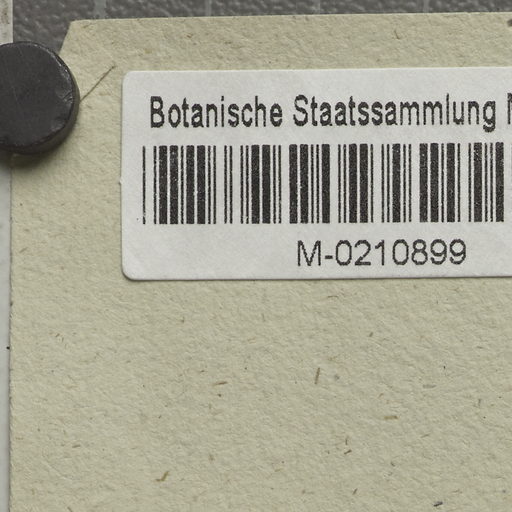 Botanische Staatssammlung
M-0210899